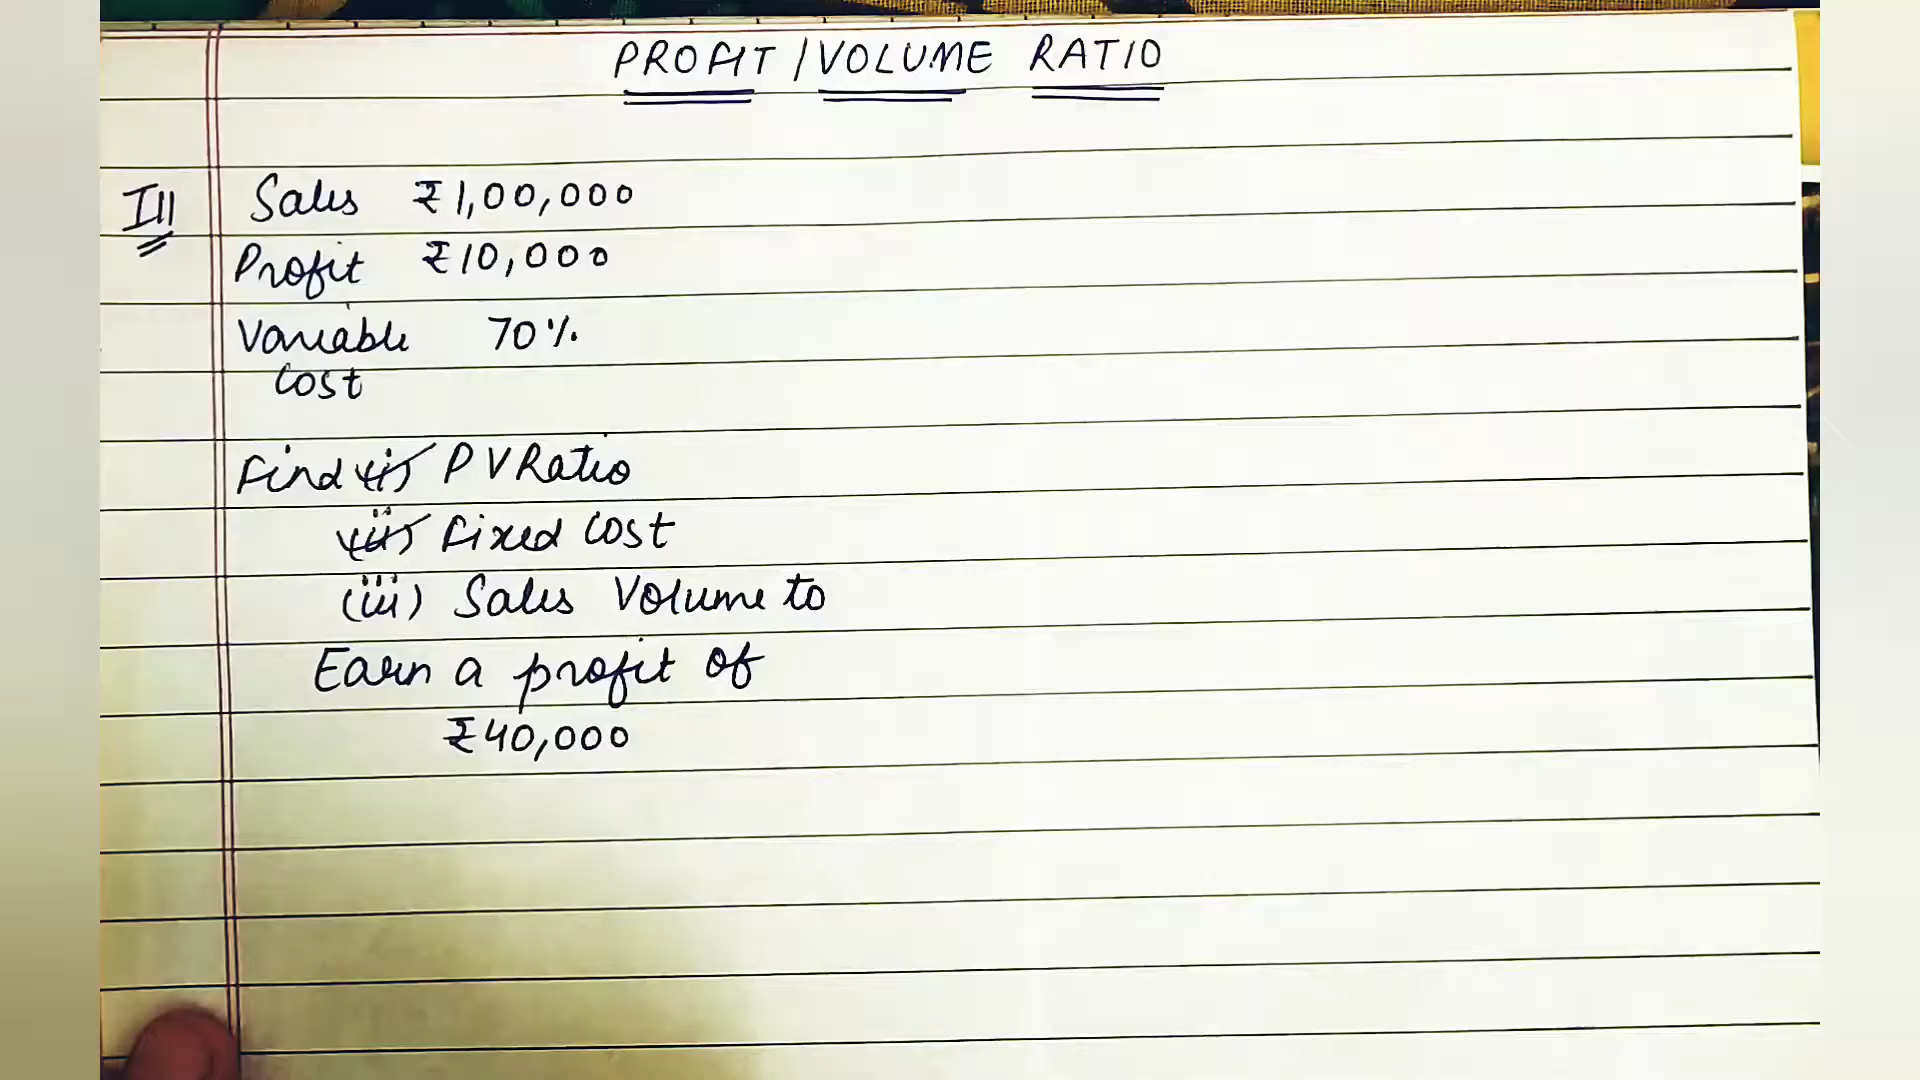 PROFIT/VOLUME RATIO
Ill Sales ₹1,00,000
Profit ₹10,000
Variable 70%
Cost
Find (i) PV Ratio
(ii) Fixed Cost
(iii) Sales Volume to
Earn a profit of
₹40,000